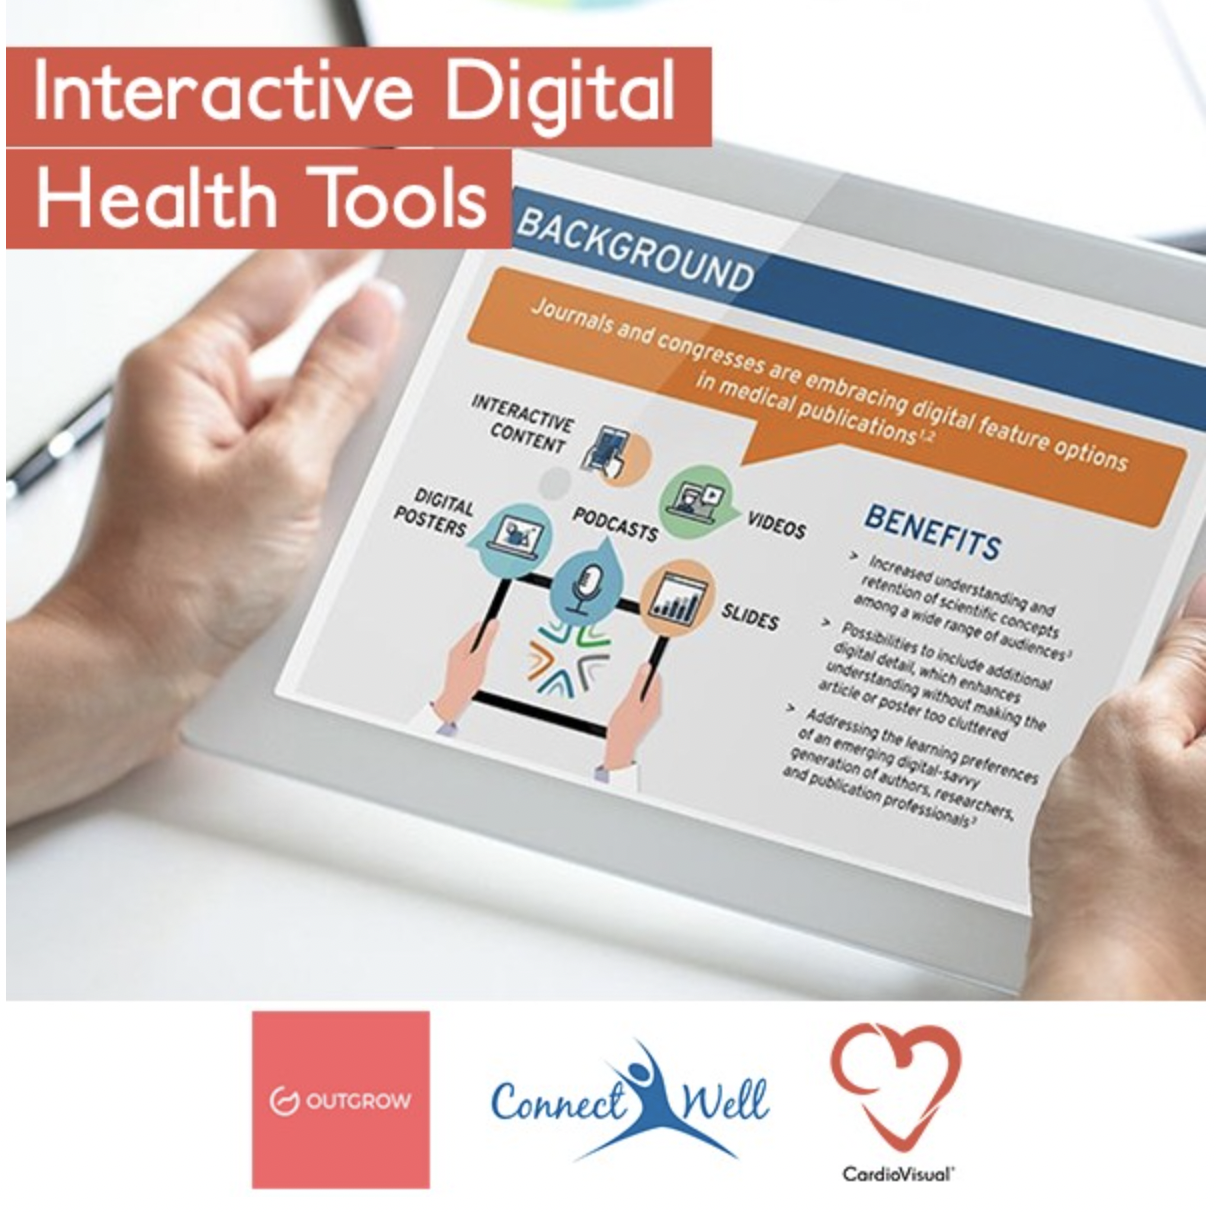 Interactive Digital
Health Tools
BACKGROUND
Journals and congresses are embracing digital feature options
in medical publications1,2
INTERACTIVE
CONTENT
DIGITAL
POSTERS
PODCASTS
VIDEOS
SLIDES
BENEFITS
> Increased understanding and
retention of scientific concepts
among a wide range of audiences3
> Possibilities to include additional
digital detail, which enhances
understanding without making the
article or poster too cluttered
> Addressing the learning preferences
of an emerging digital-savvy
generation of authors, researchers,
and publication professionals3
OUTGROW
Connect Well
CardioVisual